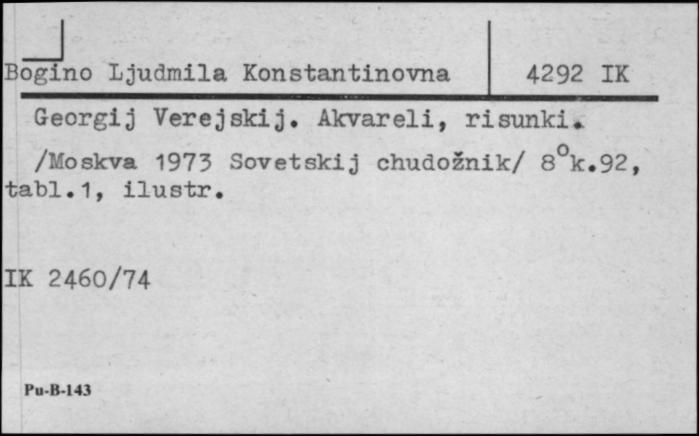 Bogino Ljudmila Konstantinovna 4292 IK
Georgij Verejskij. Akvareli, risunki.
/Moskva 1973 Sovetskij chudožnik/ 8°k.92,
tabl.1, ilustr.
IK 2460/74
Pu-B-143